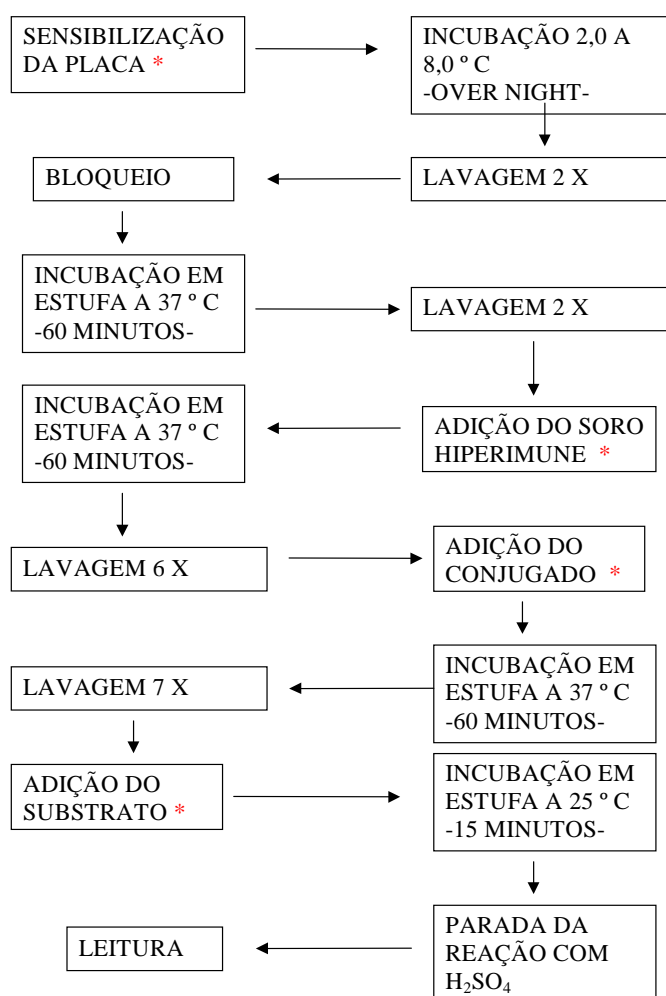 SENSIBILIZAÇÃO
DA PLACA *
INCUBAÇÃO 2,0 A
8,0 º C
-OVER NIGHT-
LAVAGEM 2 X
BLOQUEIO
INCUBAÇÃO EM
ESTUFA A 37 º C
-60 MINUTOS-
LAVAGEM 2 X
ADIÇÃO DO SORO
HIPERIMUNE *
INCUBAÇÃO EM
ESTUFA A 37 º C
-60 MINUTOS-
LAVAGEM 6 X
ADIÇÃO DO
CONJUGADO *
INCUBAÇÃO EM
ESTUFA A 37 º C
-60 MINUTOS-
LAVAGEM 7 X
ADIÇÃO DO
SUBSTRATO *
INCUBAÇÃO EM
ESTUFA A 25 º C
-15 MINUTOS-
PARADA DA
REAÇÃO COM
H₂SO₄
LEITURA